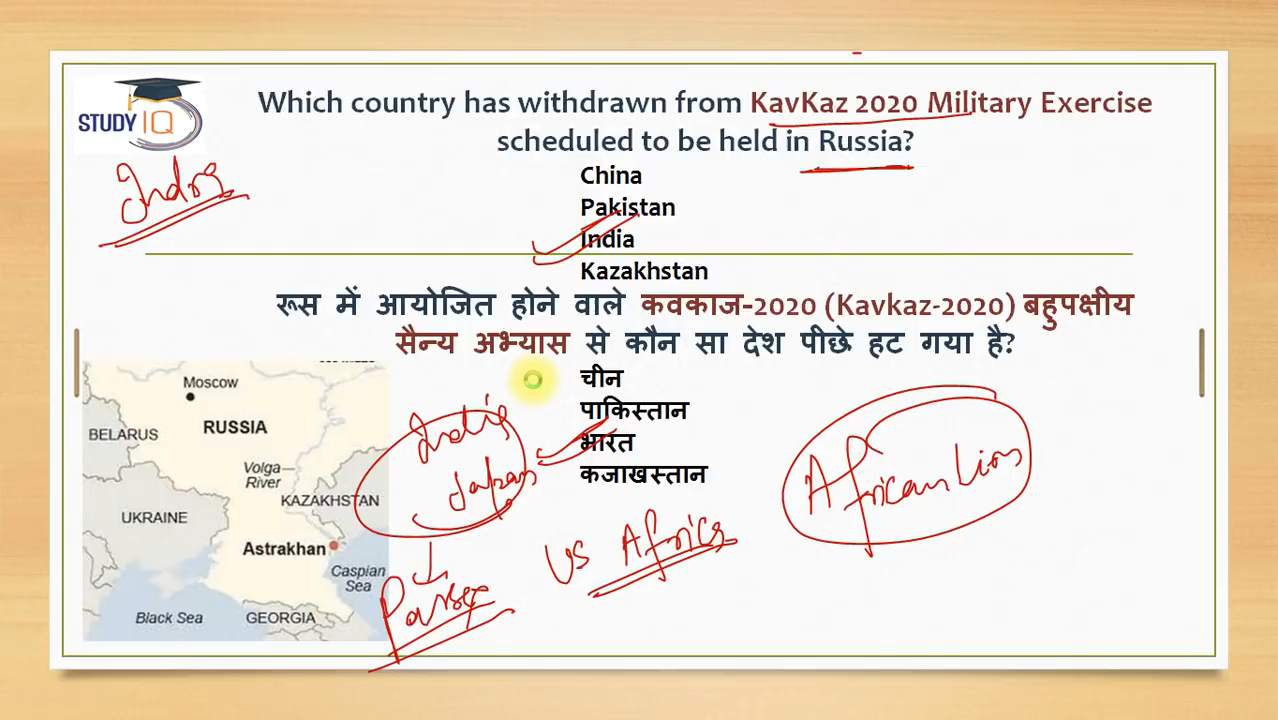 STUDY IQ
Which country has withdrawn from KavKaz 2020 Military Exercise
scheduled to be held in Russia?
China
Pakistan
India
Kazakhstan
रूस में आयोजित होने वाले कवकाज-2020 (Kavkaz-2020) बहुपक्षीय
सैन्य अभ्यास से कौन सा देश पीछे हट गया है?
चीन
पाकिस्तान
भारत
कजाखस्तान
Moscow
RUSSIA
BELARUS
Volga
River
KAZAKHSTAN
UKRAINE
Astrakhan
Caspian
Sea
Black Sea
GEORGIA
India
Japan
US Africa
African Lion